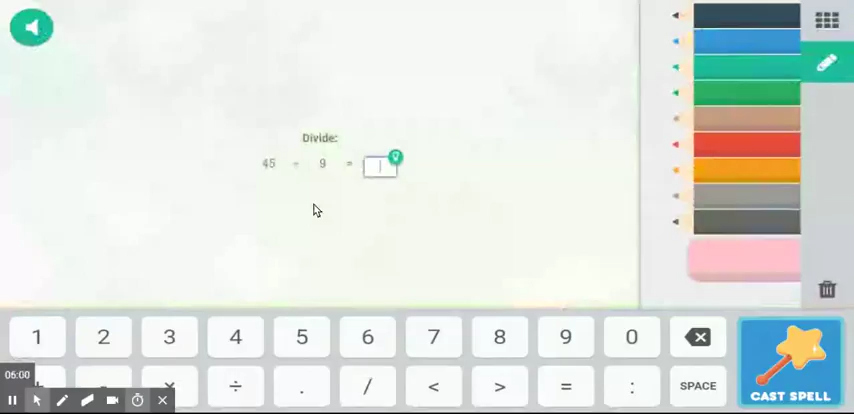 Divide:
45 ÷ 9 =
1 2 3 4 5 6 7 8 9 0
+ - × ÷ . / < > = : SPACE
CAST SPELL
06:00